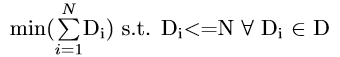 min(∑_{i=1}^{N} D_i) s.t. D_i<=N ∀ D_i ∈ D